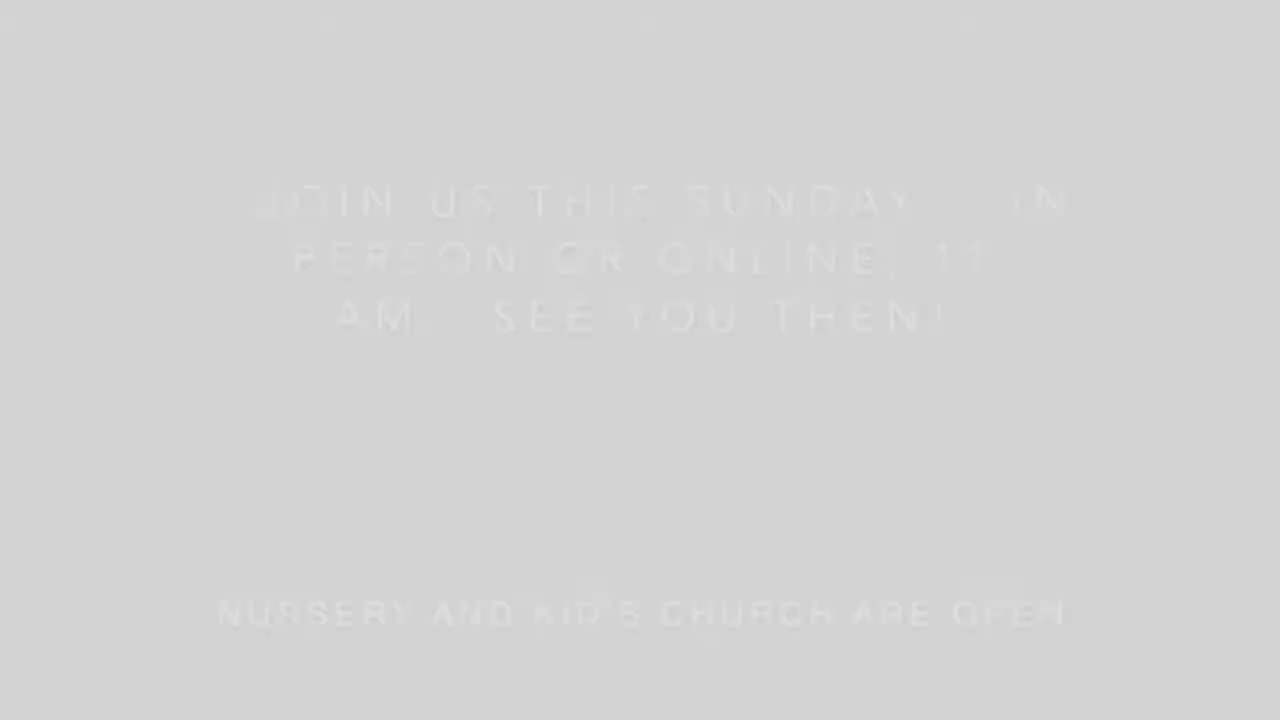 JOIN US THIS SUNDAY IN
PERSON OR ONLINE, 11
AM. SEE YOU THEN!
NURSERY AND KID'S CHURCH ARE OPEN